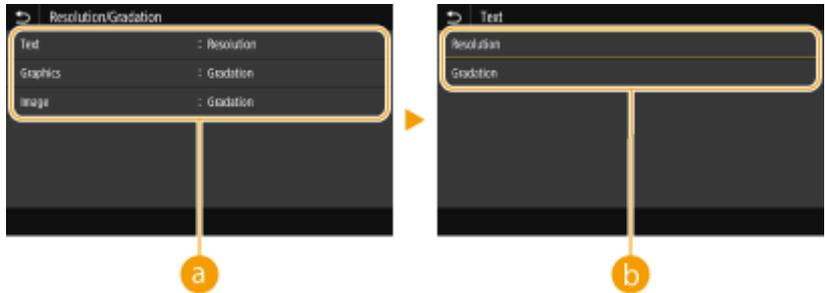 Resolution/Gradation
Text : Resolution
Graphics : Gradation
Image : Gradation
a
Text
Resolution
Gradation
b